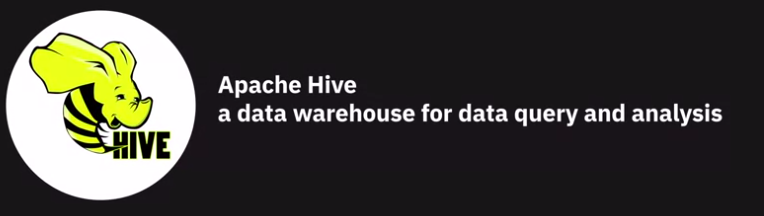 HIVE
Apache Hive
a data warehouse for data query and analysis